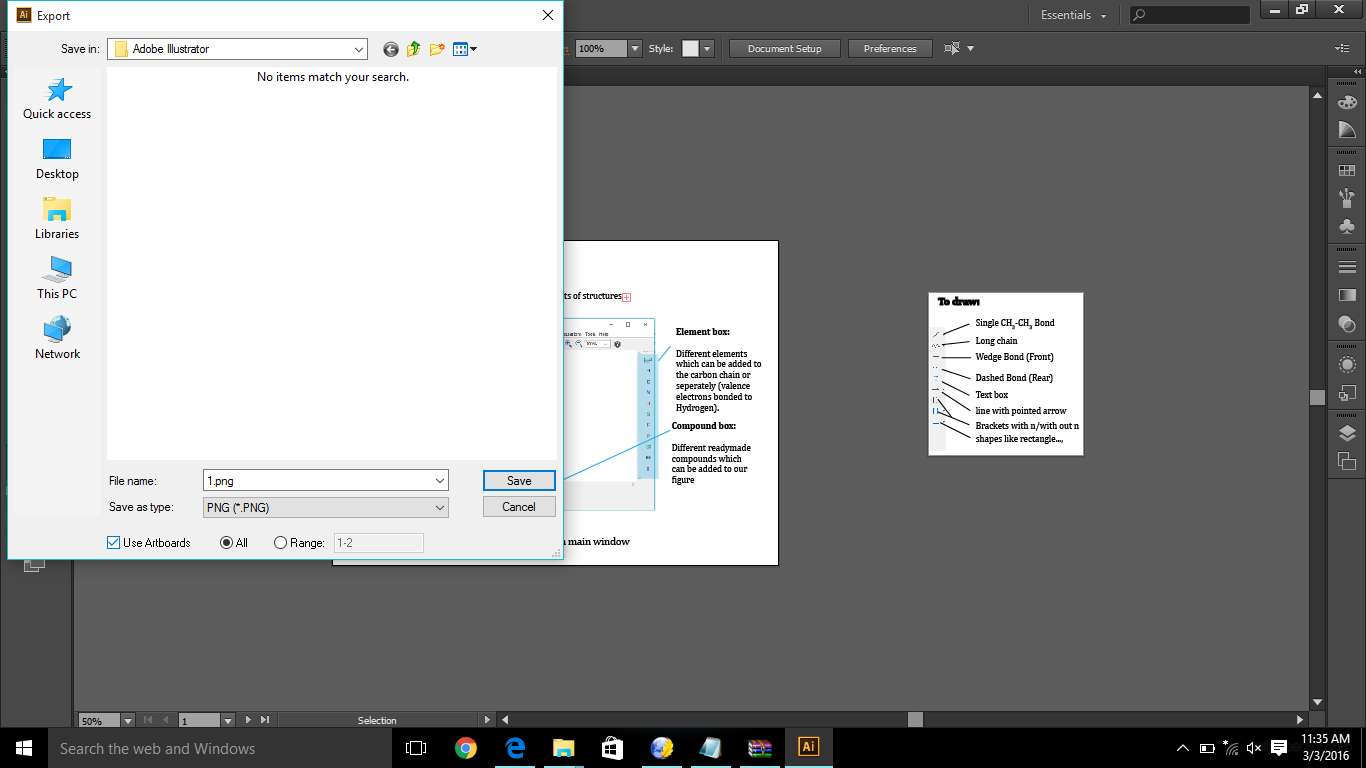 Ai Export
Essentials
Save in: Adobe Illustrator
100% Style: Document Setup Preferences
No items match your search.
Quick access
Desktop
Libraries
This PC
Network
File name: 1.png Save
Save as type: PNG (*.PNG) Cancel
Use Artboards All Range: 1-2
ts of structures
Tools Help
100%
Element box:
Different elements
which can be added to
the carbon chain or
seperately (valence
electrons bonded to
Hydrogen).
Compound box:
Different readymade
compounds which
can be added to our
figure
main window
To draw:
Single CH3-CH3 Bond
Long chain
Wedge Bond (Front)
Dashed Bond (Rear)
Text box
line with pointed arrow
Brackets with n/with out n
shapes like rectangle...,
50% 1 Selection
Search the web and Windows
Ai
11:35 AM
3/3/2016